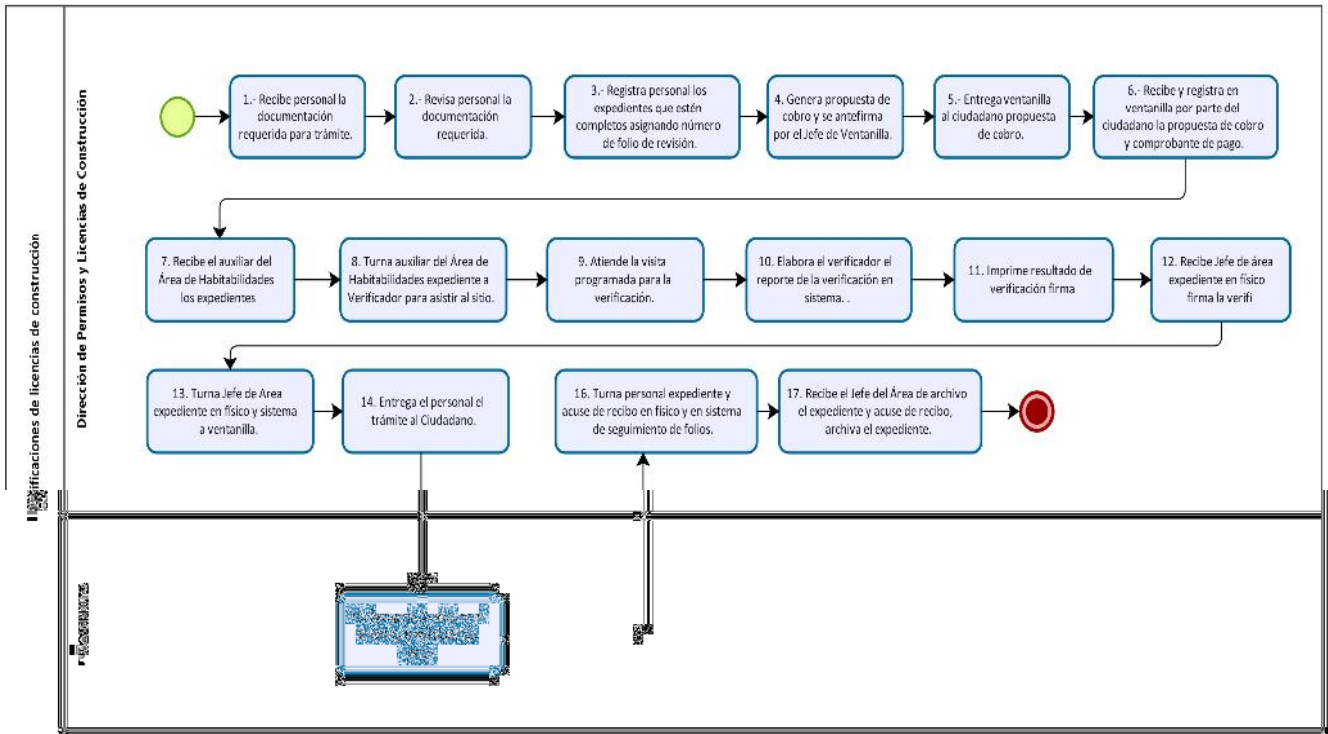 ificaciones de licencias de construcción
Dirección de Permisos y Licencias de Construcción
1.- Recibe personal la
documentación
requerida para trámite.
2.- Revisa personal la
documentación
requerida.
3.- Registra personal los
expedientes que estén
completos asignando número
de folio de revisión.
4. Genera propuesta de
cobro y se antefirma
por el Jefe de Ventanilla.
5.- Entrega ventanilla
al ciudadano propuesta
de cobro.
6.- Recibe y registra en
ventanilla por parte del
ciudadano la propuesta de cobro
y comprobante de pago.
7. Recibe el auxiliar del
Área de Habitabilidades
los expedientes
8. Turna auxiliar del Área de
Habitabilidades expediente a
Verificador para asistir al sitio.
9. Atiende la visita
programada para la
verificación.
10. Elabora el verificador el
reporte de la verificación en
sistema. .
11. Imprime resultado de
verificación firma
12. Recibe Jefe de área
expediente en físico
firma la verifi
13. Turna Jefe de Area
expediente en físico y sistema
a ventanilla.
14. Entrega el personal el
trámite al Ciudadano.
16. Turna personal expediente y
acuse de recibo en físico y en sistema
de seguimiento de folios.
17. Recibe el Jefe del Área de archivo
el expediente y acuse de recibo,
archiva el expediente.